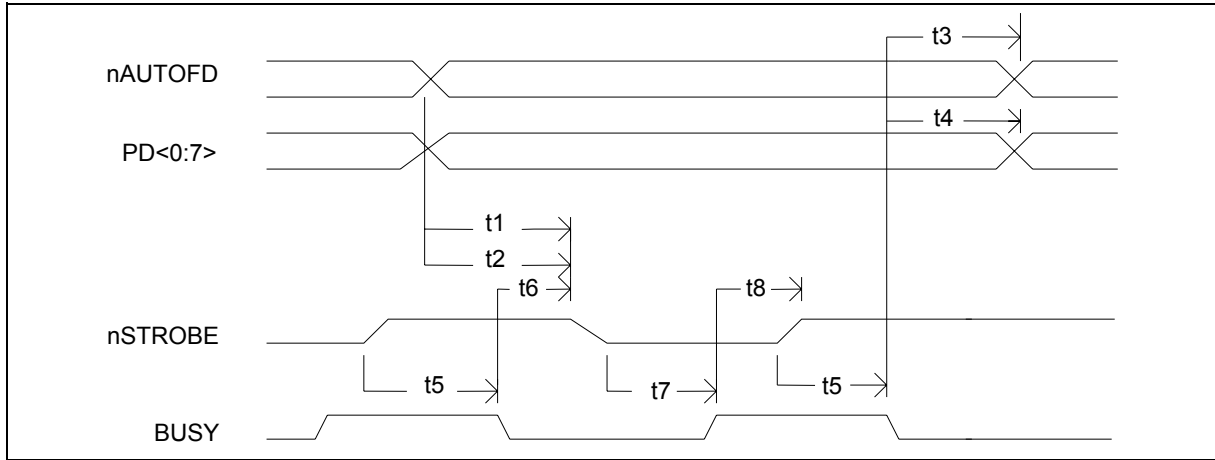 t3
nAUTOFD
t4
PD<0:7>
t1
t2
t6
t8
nSTROBE
t5
t7
t5
BUSY